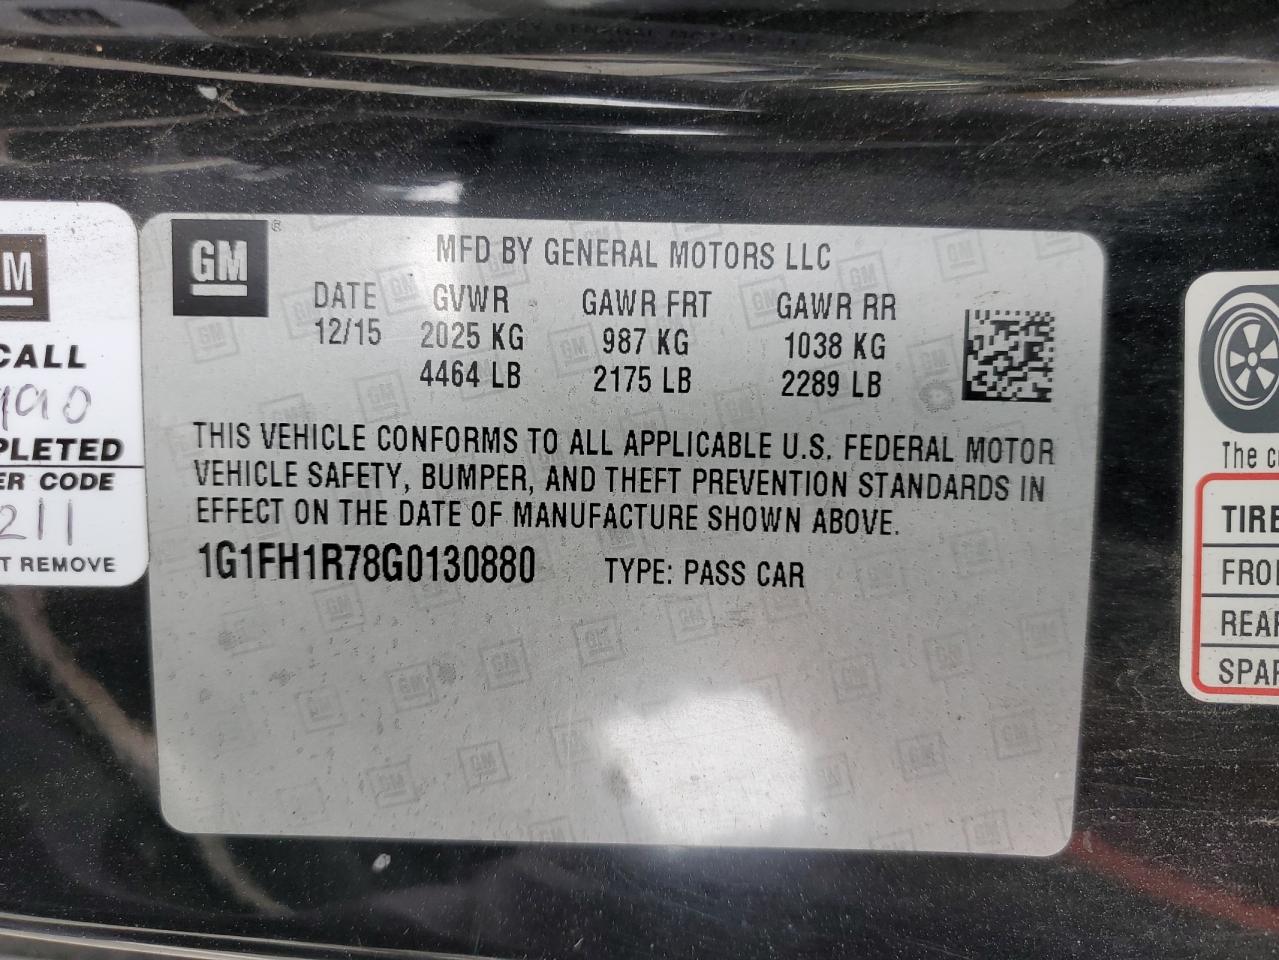 GM
MFD BY GENERAL MOTORS LLC
DATE GVWR GAWR FRT GAWR RR
12/15 2025 KG 987 KG 1038 KG
4464 LB 2175 LB 2289 LB
THIS VEHICLE CONFORMS TO ALL APPLICABLE U.S. FEDERAL MOTOR
VEHICLE SAFETY, BUMPER, AND THEFT PREVENTION STANDARDS IN
EFFECT ON THE DATE OF MANUFACTURE SHOWN ABOVE.
1G1FH1R78G0130880 TYPE: PASS CAR
M
CALL
PLETED
ER CODE
211
T REMOVE
The c
TIRE
FRO
REAR
SPAR